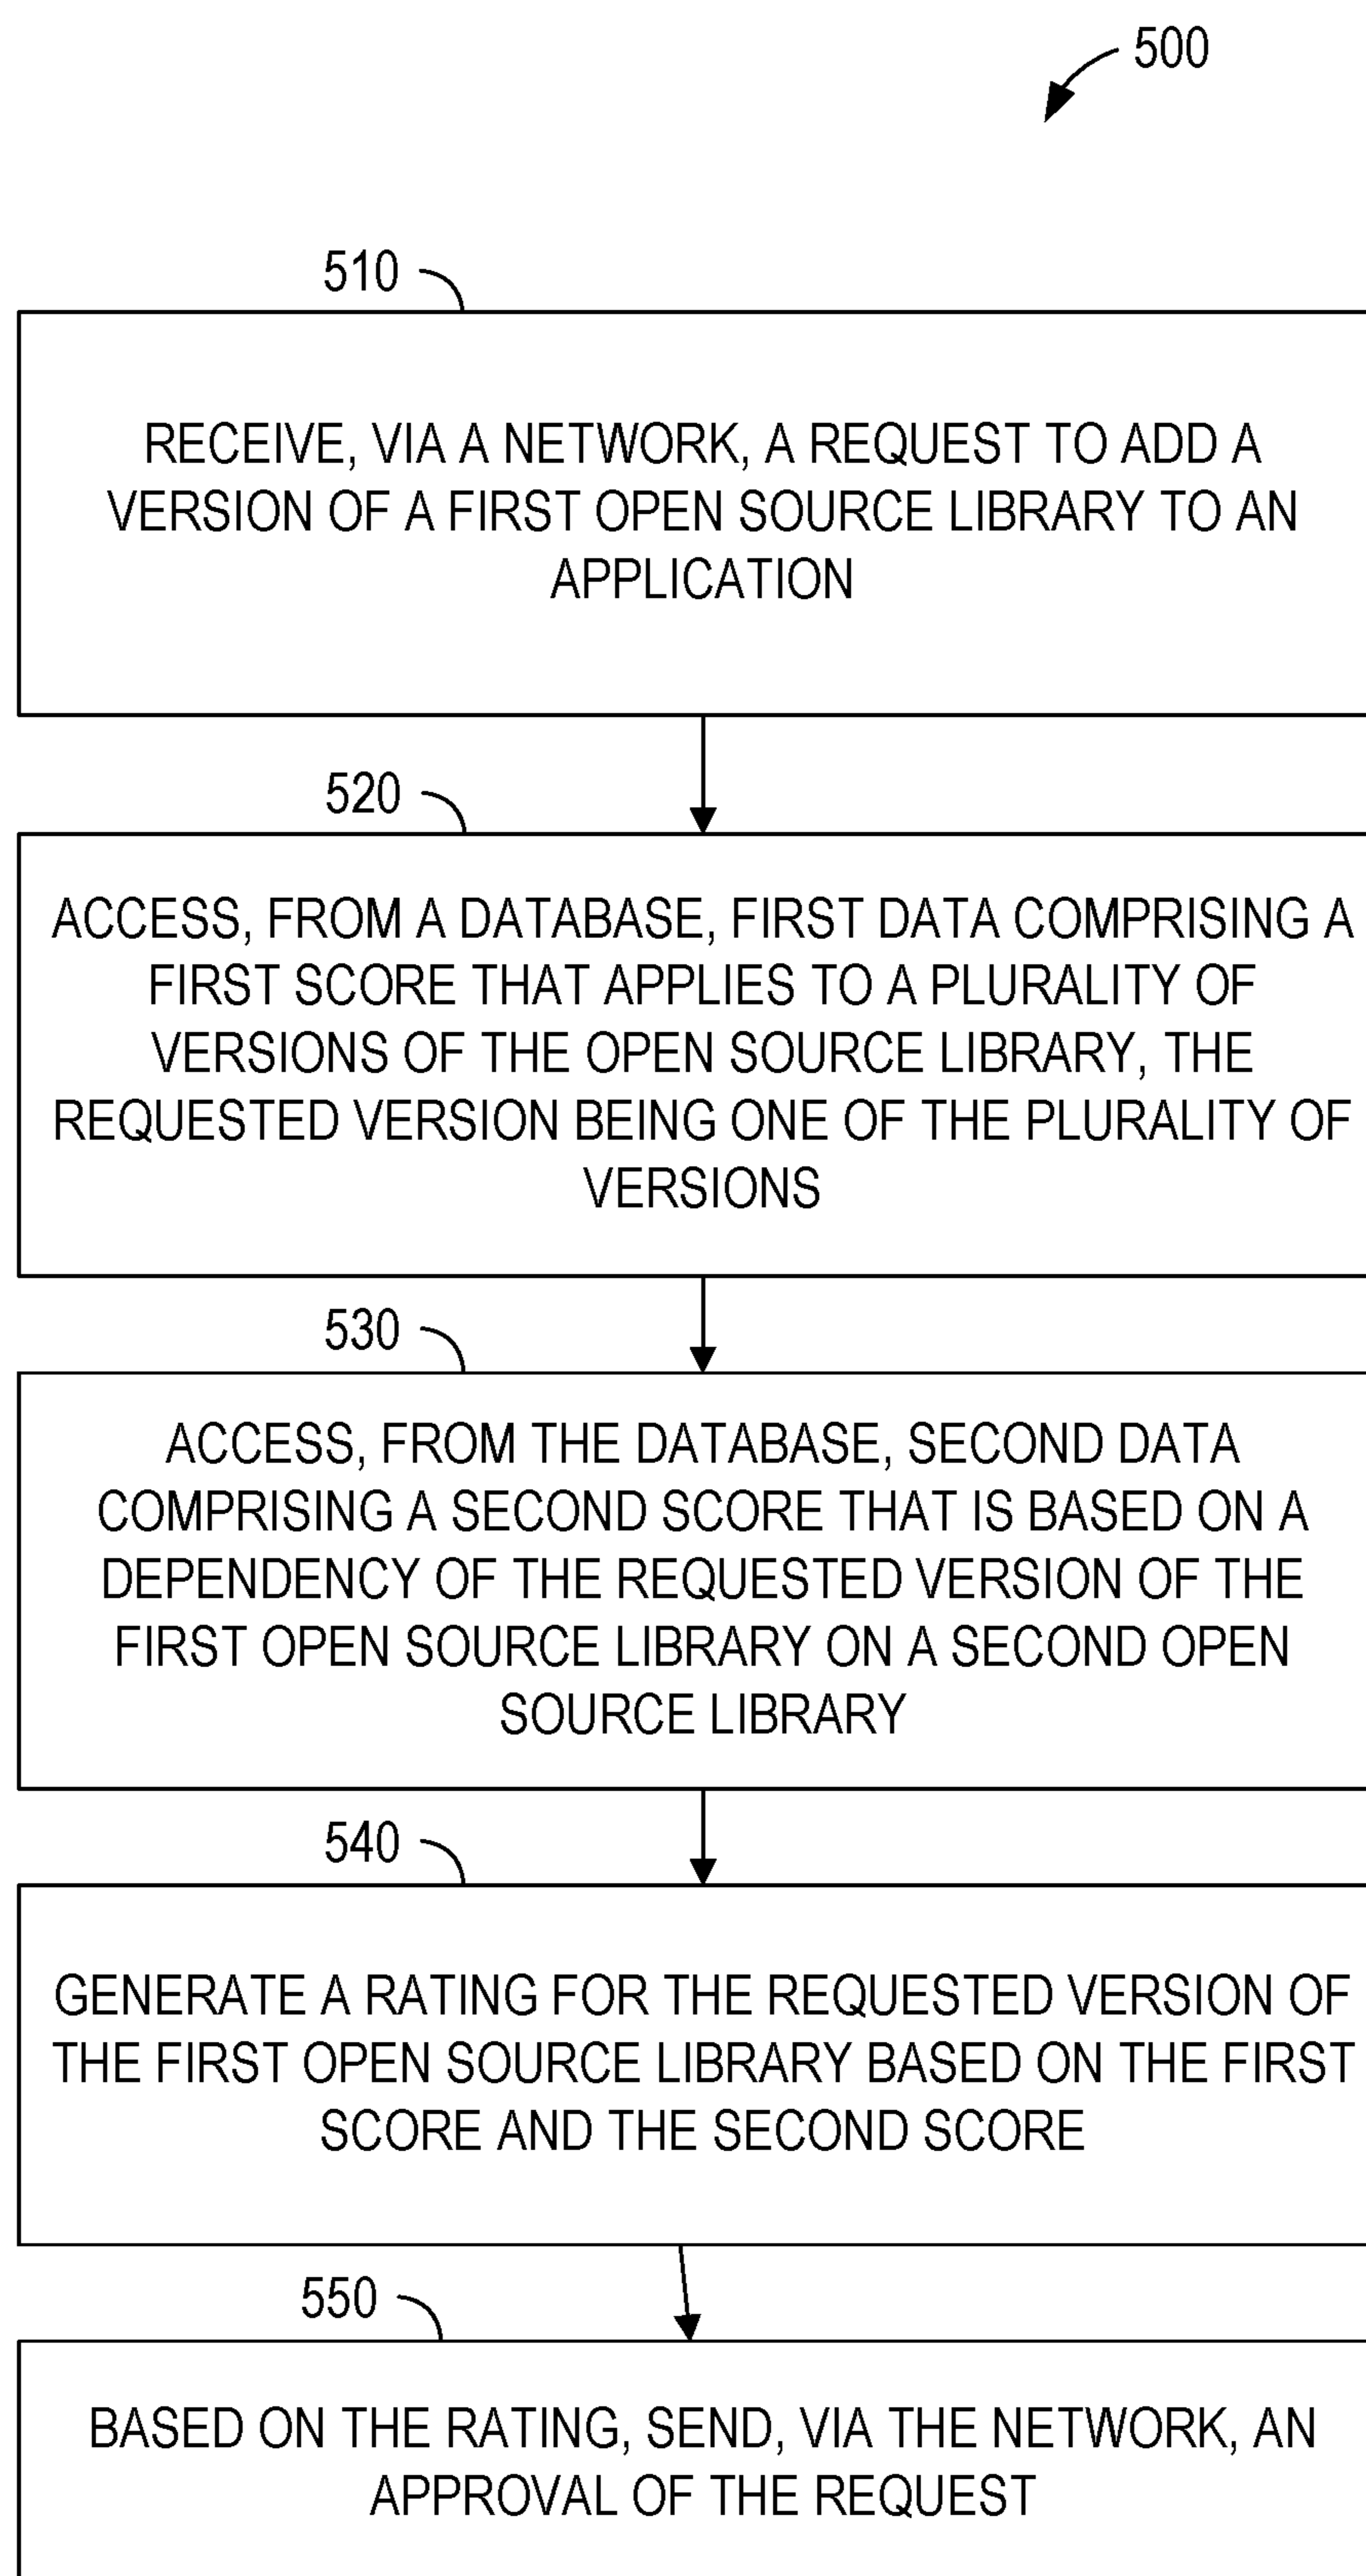 500
510
RECEIVE, VIA A NETWORK, A REQUEST TO ADD A
VERSION OF A FIRST OPEN SOURCE LIBRARY TO AN
APPLICATION
520
ACCESS, FROM A DATABASE, FIRST DATA COMPRISING A
FIRST SCORE THAT APPLIES TO A PLURALITY OF
VERSIONS OF THE OPEN SOURCE LIBRARY, THE
REQUESTED VERSION BEING ONE OF THE PLURALITY OF
VERSIONS
530
ACCESS, FROM THE DATABASE, SECOND DATA
COMPRISING A SECOND SCORE THAT IS BASED ON A
DEPENDENCY OF THE REQUESTED VERSION OF THE
FIRST OPEN SOURCE LIBRARY ON A SECOND OPEN
SOURCE LIBRARY
540
GENERATE A RATING FOR THE REQUESTED VERSION OF
THE FIRST OPEN SOURCE LIBRARY BASED ON THE FIRST
SCORE AND THE SECOND SCORE
550
BASED ON THE RATING, SEND, VIA THE NETWORK, AN
APPROVAL OF THE REQUEST